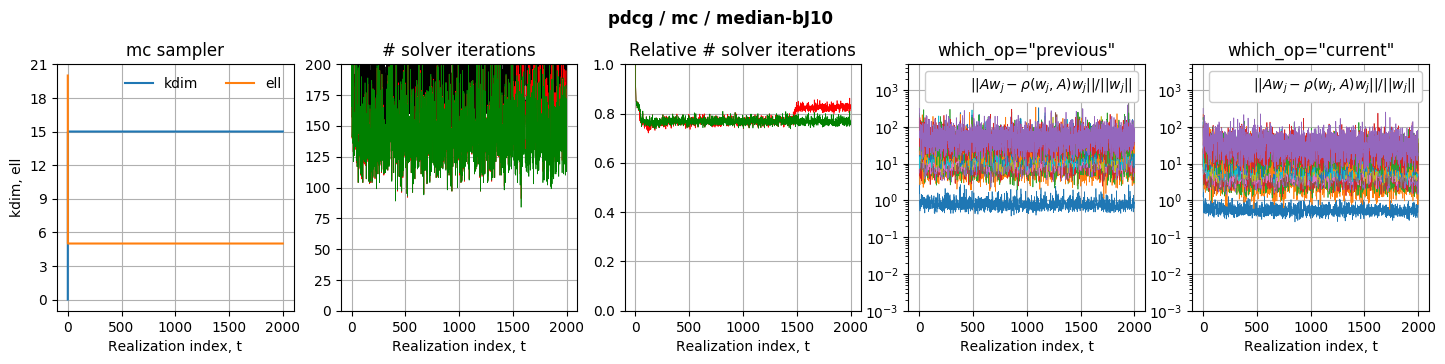 pdcg / mc / median-bJ10
mc sampler
kdim, ell
21
18
15
12
9
6
3
0
kdim
ell
0 500 1000 1500 2000
Realization index, t
# solver iterations
200
175
150
125
100
75
50
25
0
0 500 1000 1500 2000
Realization index, t
Relative # solver iterations
1.0
0.8
0.6
0.4
0.2
0.0
0 500 1000 1500 2000
Realization index, t
which_op="previous"
||Aw_j − ρ(w_j, A)w_j||/||w_j||
10^3
10^2
10^1
10^0
10^−1
10^−2
10^−3
0 500 1000 1500 2000
Realization index, t
which_op="current"
||Aw_j − ρ(w_j, A)w_j||/||w_j||
10^3
10^2
10^1
10^0
10^−1
10^−2
10^−3
0 500 1000 1500 2000
Realization index, t